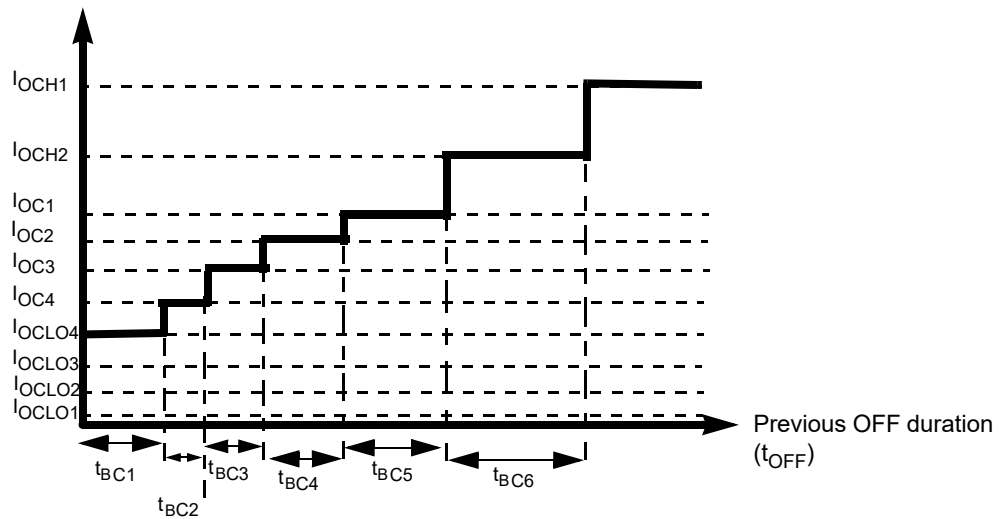 IOCH1
IOCH2
IOC1
IOC2
IOC3
IOC4
IOCLO4
IOCLO3
IOCLO2
IOCLO1
Previous OFF duration
(tOFF)
tBC1
tBC2
tBC3
tBC4
tBC5
tBC6